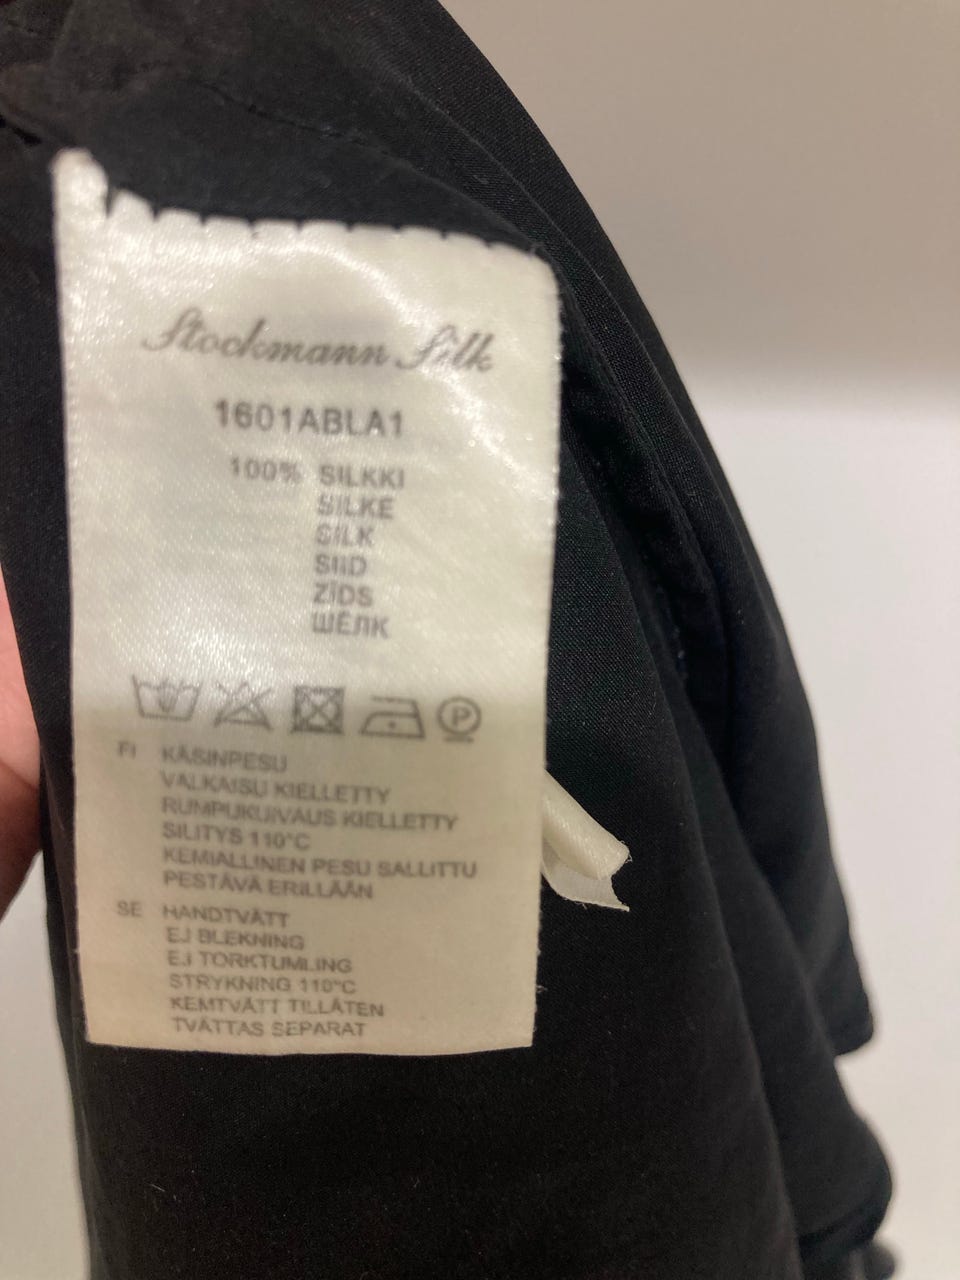 Stockmann Silk
1601ABLA1
100% SILKKI
SILKE
SILK
SIID
ZĪDS
ШЁЛК
P
FI KÄSINPESU
VALKAISU KIELLETTY
RUMPUKUIVAUS KIELLETTY
SILITYS 110°C
KEMIALLINEN PESU SALLITTU
PESTÄVÄ ERILLÄÄN
SE HANDTVÄTT
EJ BLEKNING
EJ TORKTUMLING
STRYKNING 110°C
KEMTVÄTT TILLÅTEN
TVÄTTAS SEPARAT